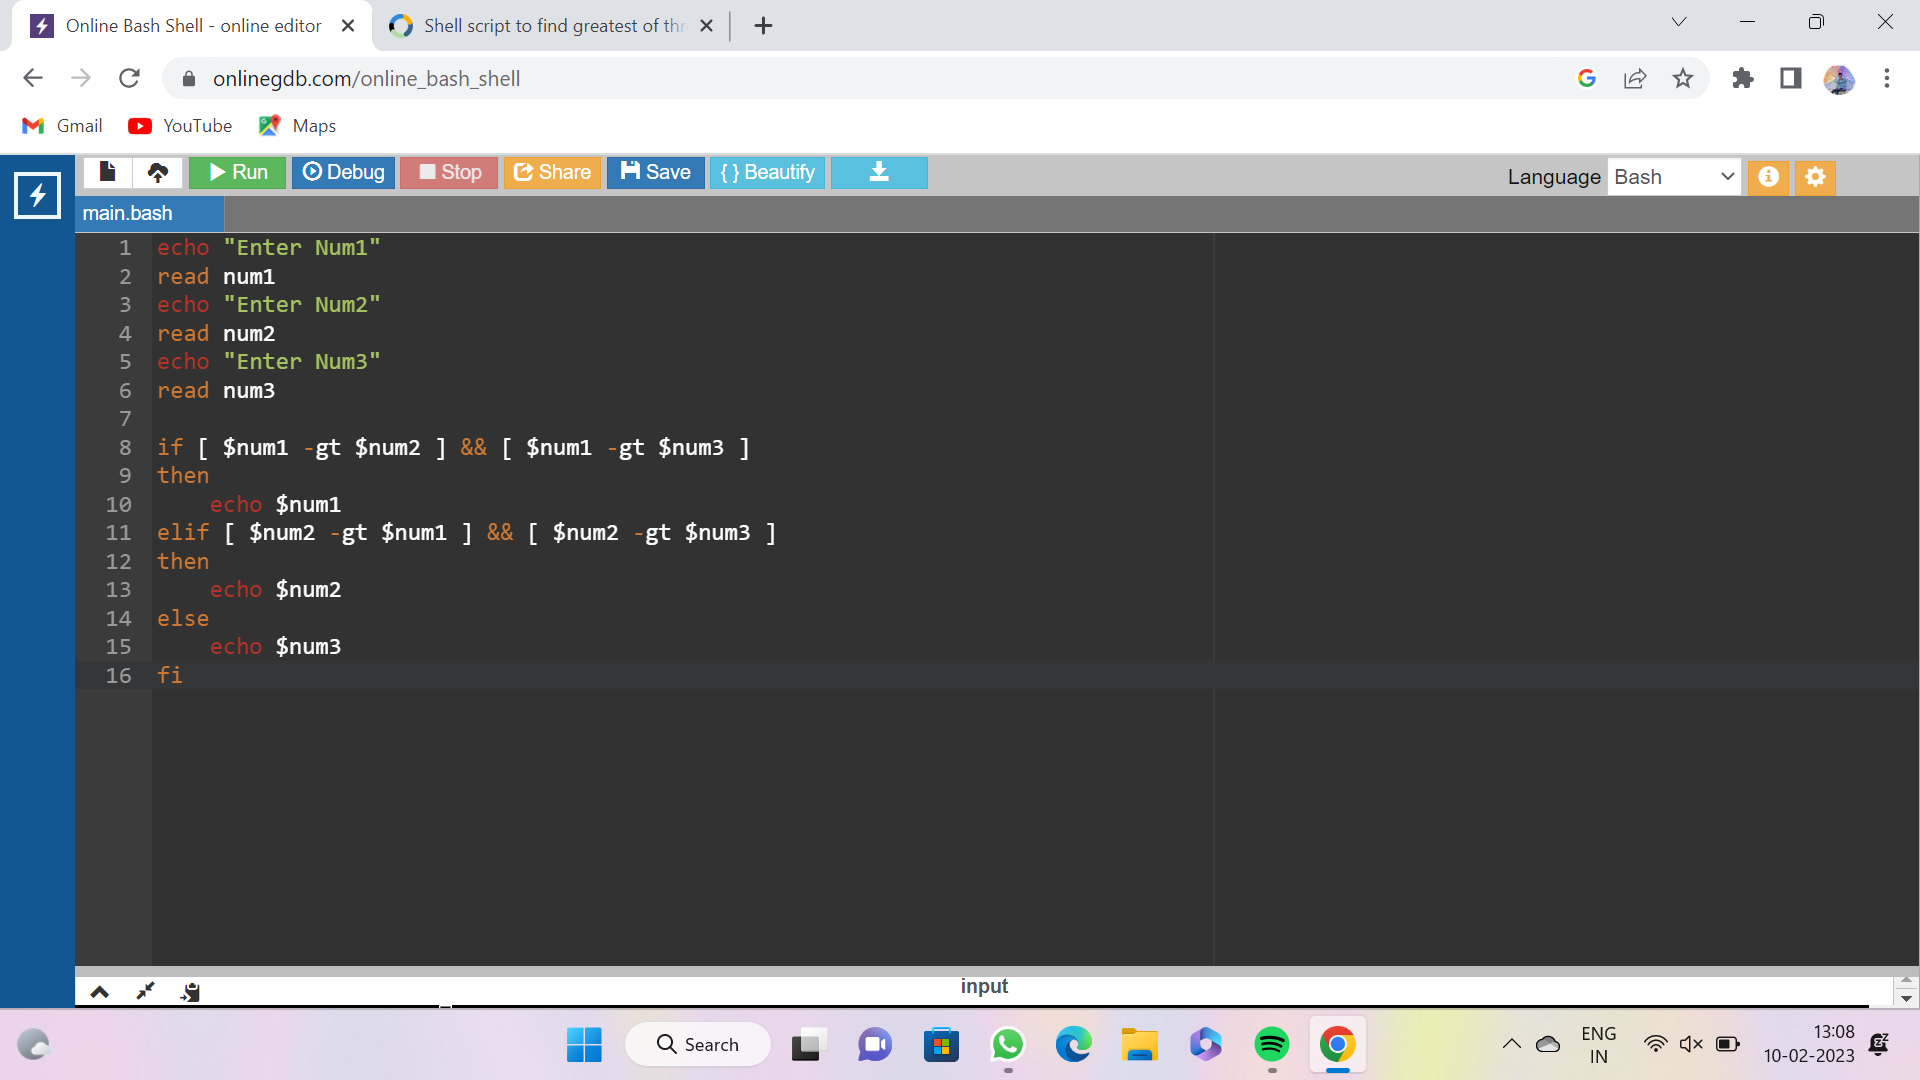 Online Bash Shell - online editor
Shell script to find greatest of thr
onlinegdb.com/online_bash_shell
Gmail
YouTube
Maps
Run
Debug
Stop
Share
Save
{ } Beautify
Language
Bash
main.bash
1 echo "Enter Num1"
2 read num1
3 echo "Enter Num2"
4 read num2
5 echo "Enter Num3"
6 read num3
7
8 if [ $num1 -gt $num2 ] && [ $num1 -gt $num3 ]
9 then
10 echo $num1
11 elif [ $num2 -gt $num1 ] && [ $num2 -gt $num3 ]
12 then
13 echo $num2
14 else
15 echo $num3
16 fi
input
Search
ENG
IN
13:08
10-02-2023